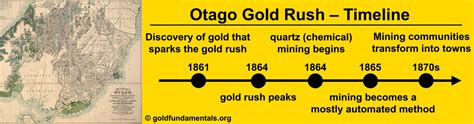 OTAGO
Otago Gold Rush – Timeline
Discovery of gold that
sparks the gold rush
quartz (chemical)
mining begins
Mining communities
transform into towns
1861
1864
1864
1865
1870s
gold rush peaks
mining becomes a
mostly automated method
© goldfundamentals.org